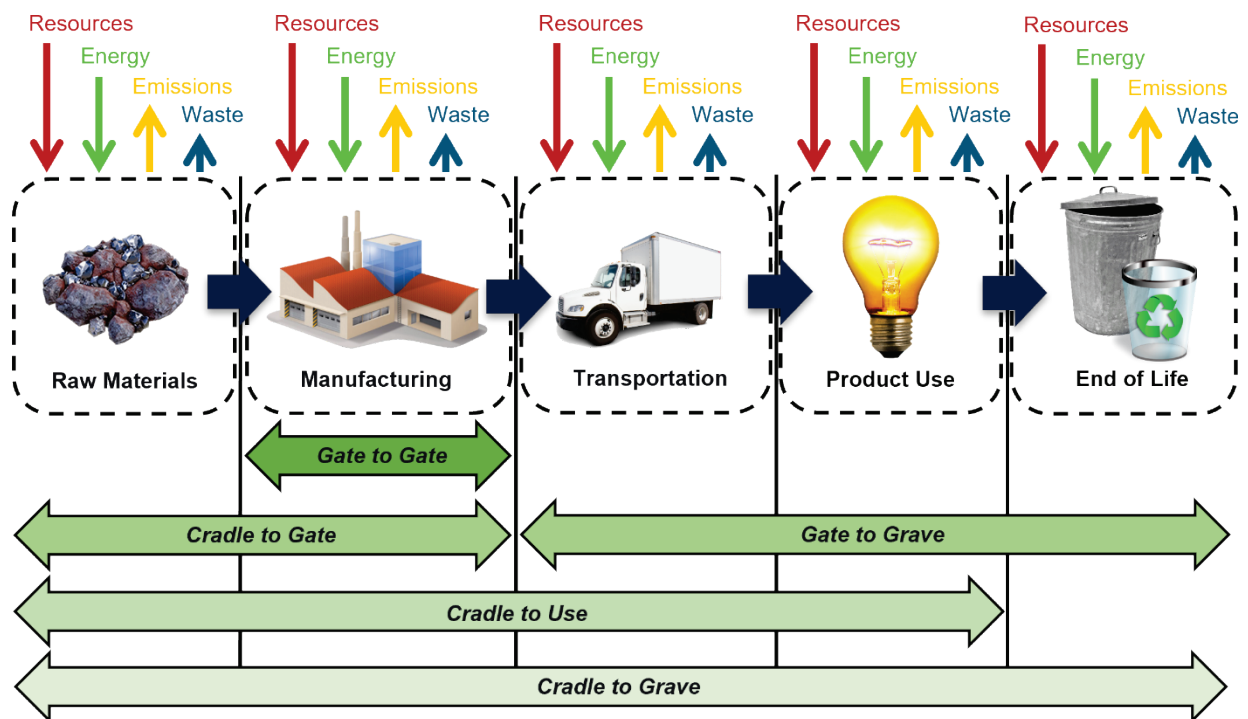 Resources
Energy
Emissions
Waste
Resources
Energy
Emissions
Waste
Resources
Energy
Emissions
Waste
Resources
Energy
Emissions
Waste
Resources
Energy
Emissions
Waste
Raw Materials
Manufacturing
Transportation
Product Use
End of Life
Gate to Gate
Cradle to Gate
Gate to Grave
Cradle to Use
Cradle to Grave